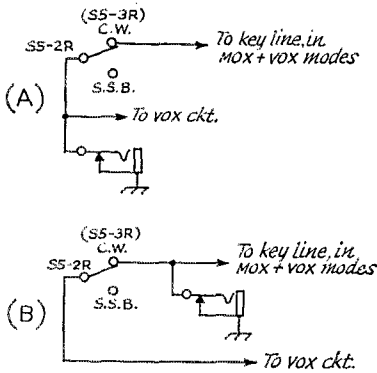 (S5-3R)
C.W.
S5-2R
To key line, in
MOX + VOX modes
S.S.B.
(A)
To vox ckt.
(S5-3R)
C.W.
S5-2R
To key line, in
MOX + VOX modes
S.S.B.
(B)
To vox ckt.